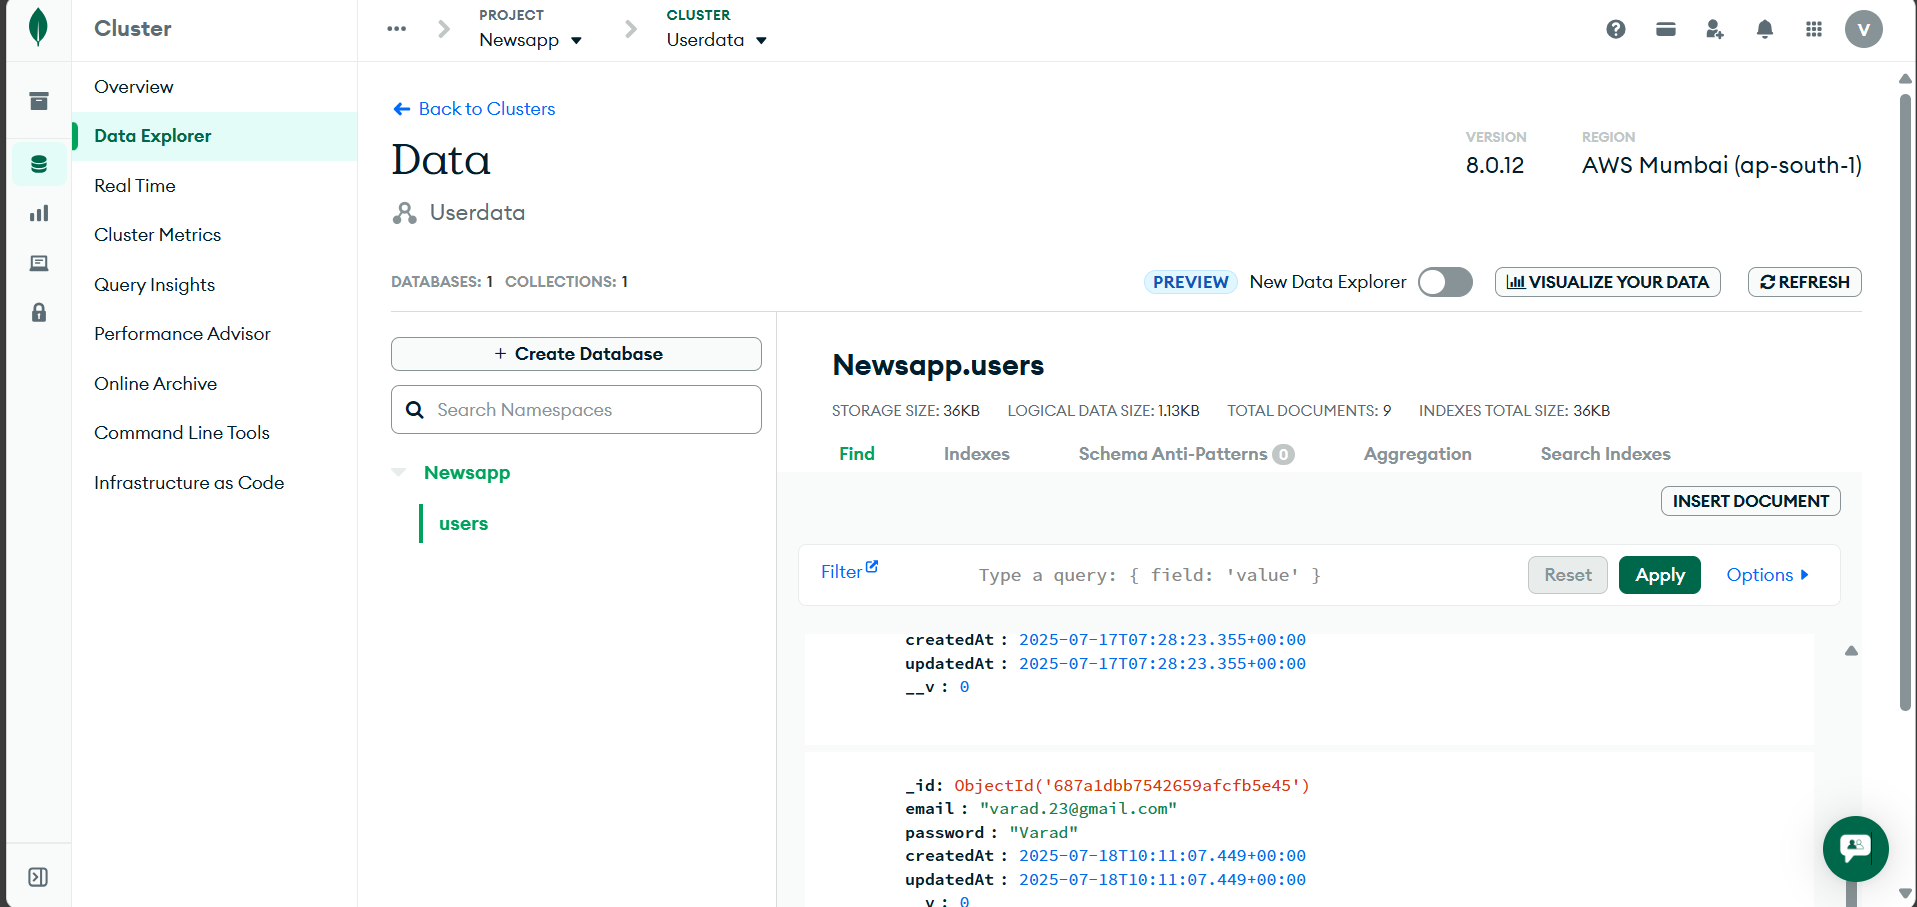 Cluster
PROJECT
Newsapp
CLUSTER
Userdata
V
Overview
Data Explorer
Real Time
Cluster Metrics
Query Insights
Performance Advisor
Online Archive
Command Line Tools
Infrastructure as Code
Back to Clusters
Data
Userdata
VERSION
8.0.12
REGION
AWS Mumbai (ap-south-1)
DATABASES: 1 COLLECTIONS: 1
PREVIEW New Data Explorer
VISUALIZE YOUR DATA
REFRESH
+ Create Database
Search Namespaces
Newsapp
users
Newsapp.users
STORAGE SIZE: 36KB LOGICAL DATA SIZE: 1.13KB TOTAL DOCUMENTS: 9 INDEXES TOTAL SIZE: 36KB
Find Indexes Schema Anti-Patterns 0 Aggregation Search Indexes
INSERT DOCUMENT
Filter Type a query: { field: 'value' } Reset Apply Options
createdAt : 2025-07-17T07:28:23.355+00:00
updatedAt : 2025-07-17T07:28:23.355+00:00
__v : 0
_id: ObjectId('687a1dbb7542659afcfb5e45')
email : "varad.23@gmail.com"
password : "Varad"
createdAt : 2025-07-18T10:11:07.449+00:00
updatedAt : 2025-07-18T10:11:07.449+00:00
__v : 0